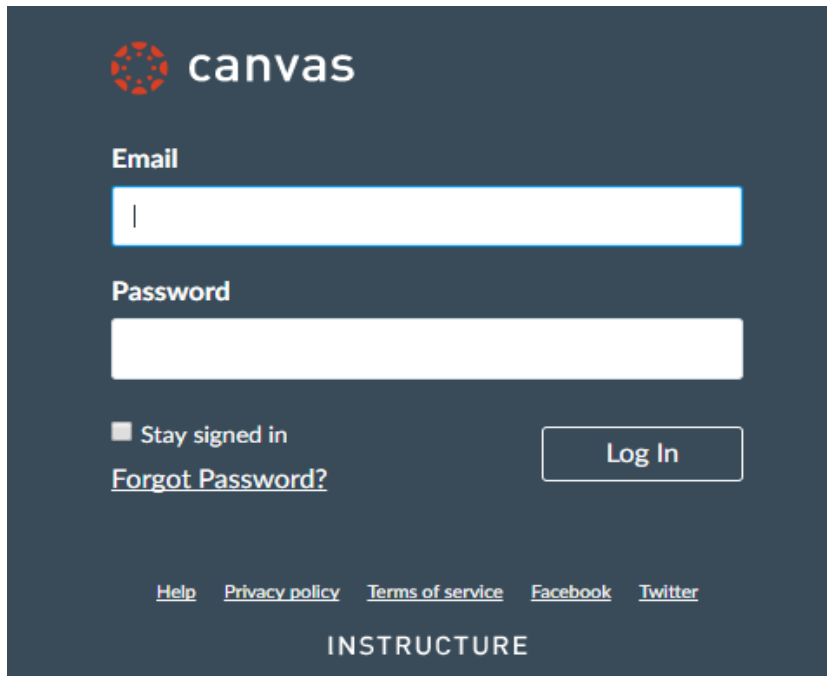 canvas
Email
Password
Stay signed in
Log In
Forgot Password?
Help Privacy policy Terms of service Facebook Twitter
INSTRUCTURE